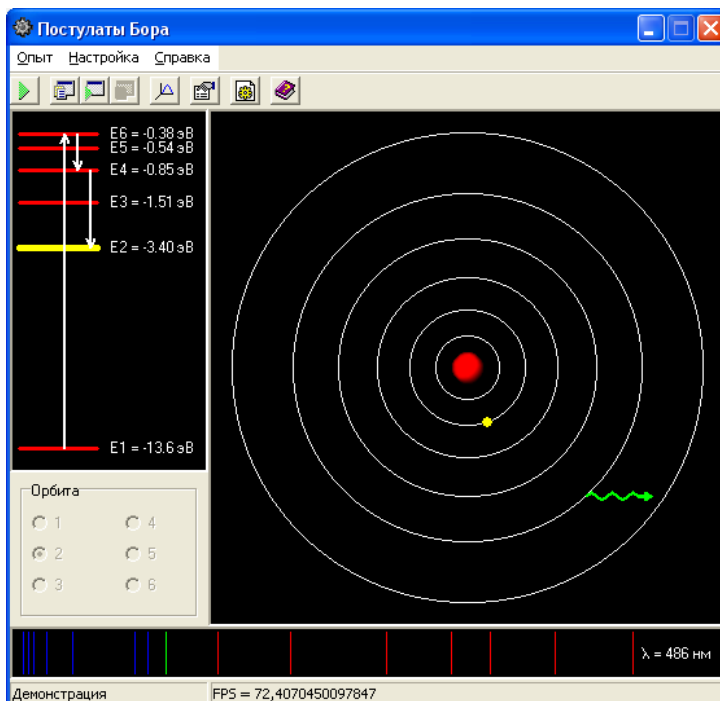 Постулаты Бора
Опыт Настройка Справка
E6 = -0.38 эВ
E5 = -0.54 эВ
E4 = -0.85 эВ
E3 = -1.51 эВ
E2 = -3.40 эВ
E1 = -13.6 эВ
Орбита
1 4
2 5
3 6
λ = 486 нм
Демонстрация FPS = 72,4070450097847